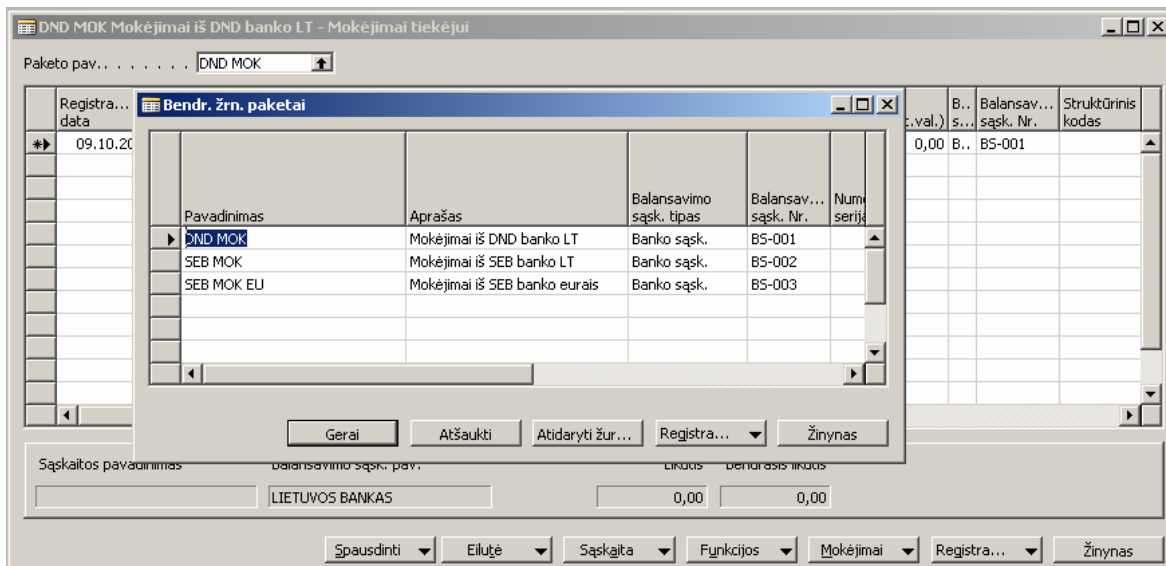 DND MOK Mokėjimai iš DND banko LT - Mokėjimai tiekėjui
Paketo pav.. . . . . . . DND MOK
Registra... data
Bendr. žrn. paketai
:.val.) B.. s... Balansav... sąsk. Nr. Struktūrinis kodas
09.10.20 0,00 B.. BS-001
Pavadinimas Aprašas Balansavimo sąsk. tipas Balansav... sąsk. Nr. Nume serija
DND MOK Mokėjimai iš DND banko LT Banko sąsk. BS-001
SEB MOK Mokėjimai iš SEB banko LT Banko sąsk. BS-002
SEB MOK EU Mokėjimai iš SEB banko eurais Banko sąsk. BS-003
Gerai Atšaukti Atidaryti žur... Registra... Žinynas
Sąskaitos pavadinimas Balansavimo sąsk. pav. Likutis Bendrasis likutis
LIETUVOS BANKAS 0,00 0,00
Spausdinti Eilutė Sąskaita Funkcijos Mokėjimai Registra... Žinynas